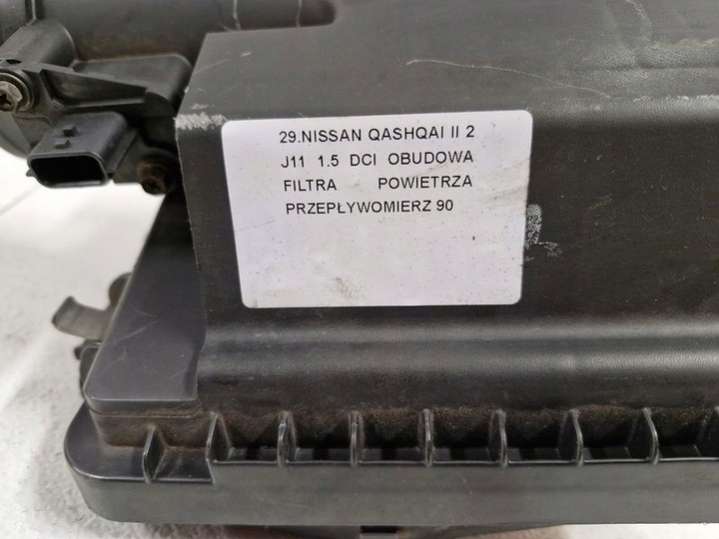 29.NISSAN QASHQAI II 2
J11 1.5 DCI OBUDOWA
FILTRA POWIETRZA
PRZEPŁYWOMIERZ 90